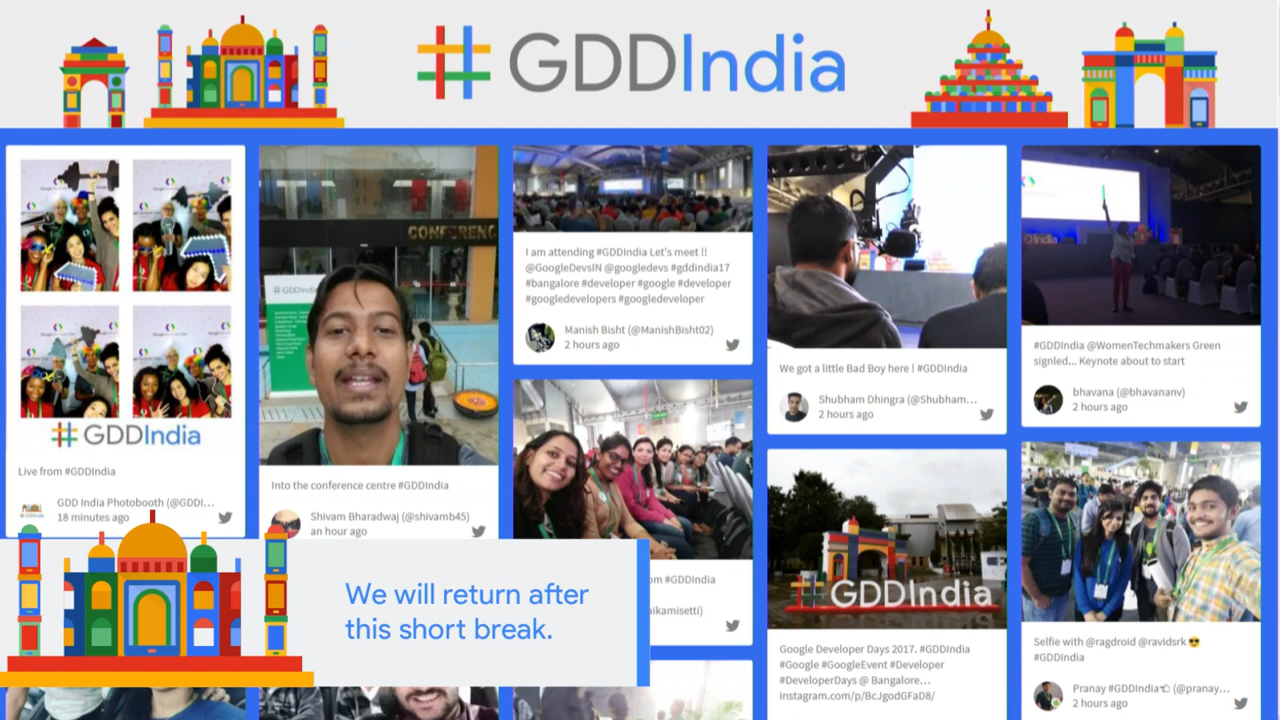 #GDDIndia
Live from #GDDIndia
GDD India Photobooth (@GDDI...
18 minutes ago
#GDDIndia
CONFERENC
#GDDIndia
Into the conference centre #GDDIndia
Shivam Bharadwaj (@shivamb45)
an hour ago
I am attending #GDDIndia Let's meet !!
@GoogleDevsIN @googledevs #gddindia17
#bangalore #developer #google #developer
#googledevelopers #googledeveloper
Manish Bisht (@ManishBisht02)
2 hours ago
om #GDDIndia
ikamisetti)
We got a little Bad Boy here ! #GDDIndia
Shubham Dhingra (@Shubham...
2 hours ago
#GDDIndia
Google Developer Days 2017. #GDDIndia
#Google #GoogleEvent #Developer
#DeveloperDays @ Bangalore...
instagram.com/p/BcJgodGFaD8/
#GDDIndia @WomenTechmakers Green
signled... Keynote about to start
bhavana (@bhavananv)
2 hours ago
Selfie with @ragdroid @ravidsrk 😎
#GDDIndia
Pranay #GDDIndia (@pranay...
2 hours ago
We will return after
this short break.